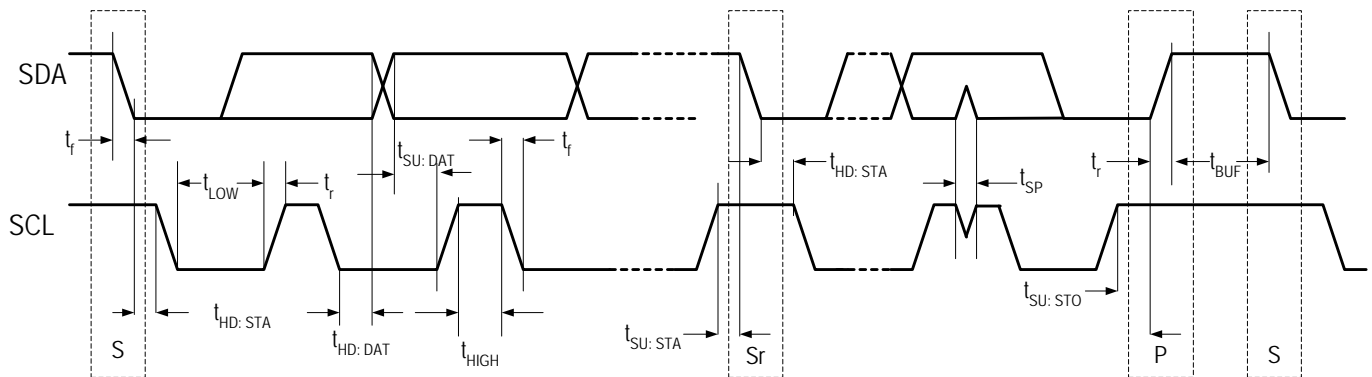 SDA
t_f
t_SU: DAT
t_f
t_LOW
t_r
t_HD: STA
t_SP
t_r
t_BUF
SCL
t_HD: STA
t_HD: DAT
t_HIGH
t_SU: STA
t_SU: STO
S
Sr
P
S